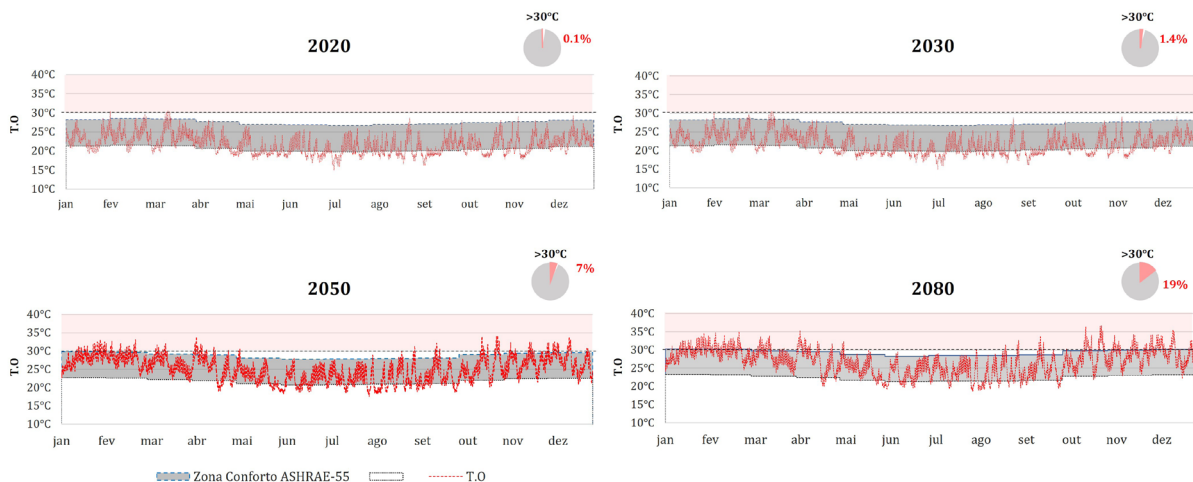 >30°C
0.1%
2020
40°C
35°C
30°C
25°C
20°C
15°C
10°C
T.O
jan fev mar abr mai jun jul ago set out nov dez
>30°C
1.4%
2030
40°C
35°C
30°C
25°C
20°C
15°C
10°C
T.O
jan fev mar abr mai jun jul ago set out nov dez
>30°C
7%
2050
40°C
35°C
30°C
25°C
20°C
15°C
10°C
T.O
jan fev mar abr mai jun jul ago set out nov dez
>30°C
19%
2080
40°C
35°C
30°C
25°C
20°C
15°C
10°C
T.O
jan fev mar abr mai jun jul ago set out nov dez
Zona Conforto ASHRAE-55 T.O